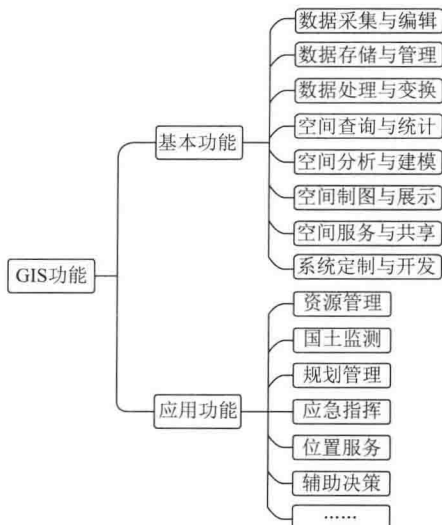 数据采集与编辑
数据存储与管理
数据处理与变换
基本功能
空间查询与统计
空间分析与建模
空间制图与展示
空间服务与共享
GIS功能
系统定制与开发
资源管理
国土监测
规划管理
应用功能
应急指挥
位置服务
辅助决策
……